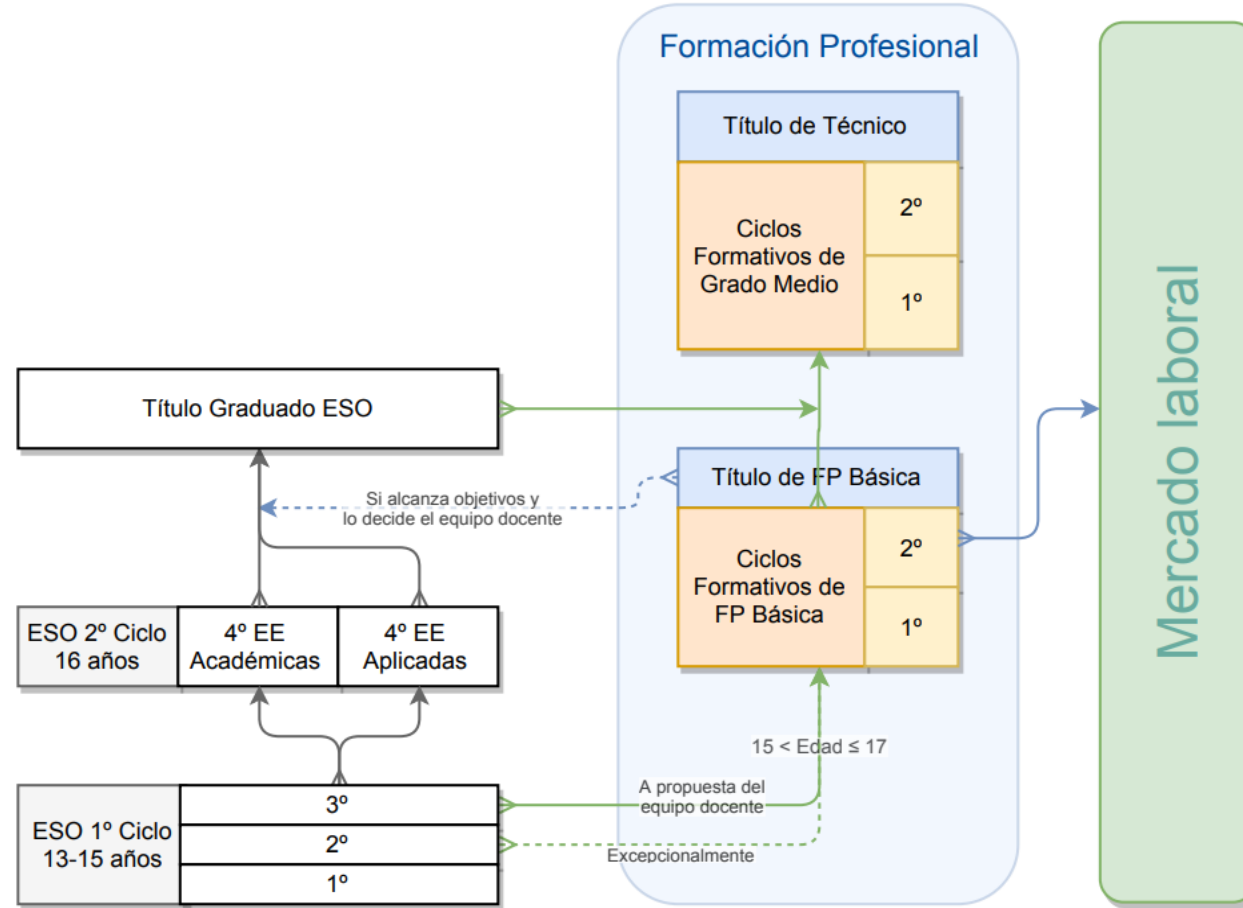 Formación Profesional
Título de Técnico
Ciclos
Formativos de
Grado Medio
2º
1º
Título Graduado ESO
Título de FP Básica
Si alcanza objetivos y
lo decide el equipo docente
Ciclos
Formativos de
FP Básica
2º
1º
ESO 2º Ciclo
16 años
4º EE
Académicas
4º EE
Aplicadas
15 < Edad ≤ 17
A propuesta del
equipo docente
Excepcionalmente
ESO 1º Ciclo
13-15 años
3º
2º
1º
Mercado laboral